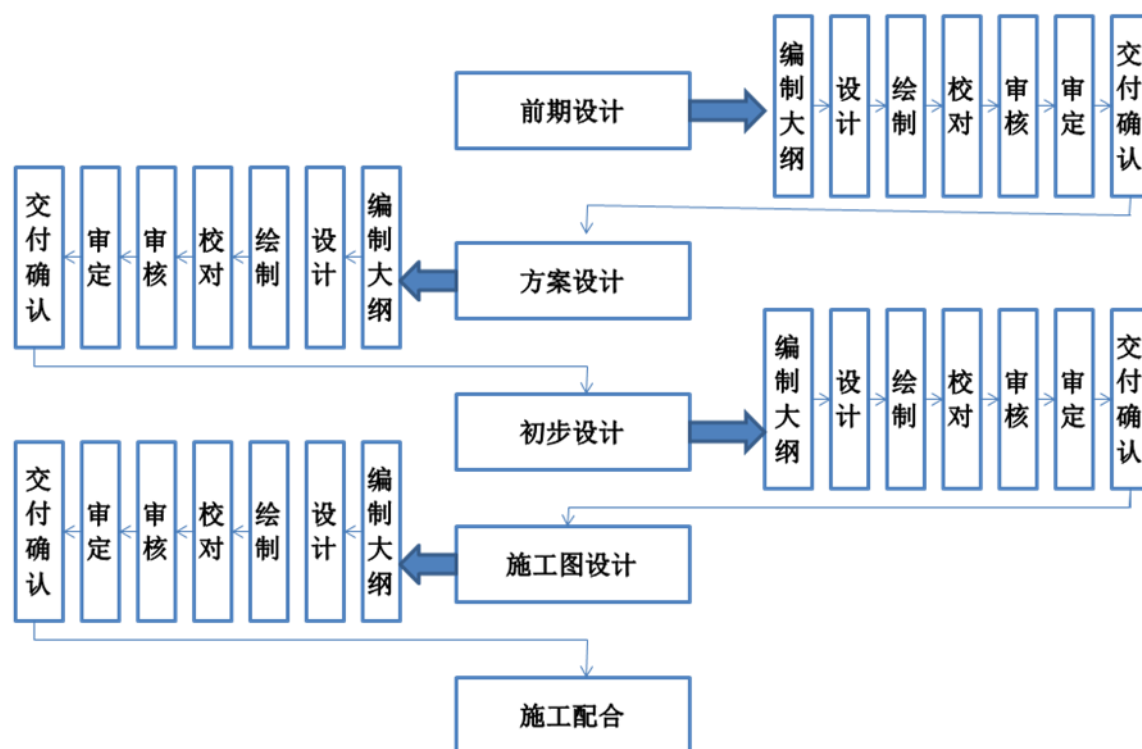 前期设计
编制大纲
设计
绘制
校对
审核
审定
交付确认
方案设计
编制大纲
设计
绘制
校对
审核
审定
交付确认
初步设计
编制大纲
设计
绘制
校对
审核
审定
交付确认
施工图设计
编制大纲
设计
绘制
校对
审核
审定
交付确认
施工配合